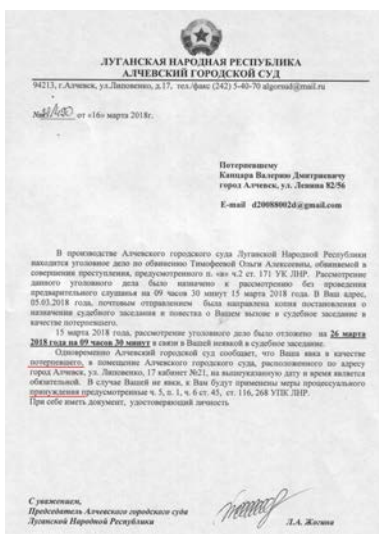 ЛУГАНСКАЯ НАРОДНАЯ РЕСПУБЛИКА
АЛЧЕВСКИЙ ГОРОДСКОЙ СУД
94213, г.Алчевск, ул.Липовенко, д.17, тел./факс (242) 5-40-70 algorsud@mail.ru
от «16» марта 2018г.
Потерпевшему
Канцара Валерию Дмитриевичу
город Алчевск, ул. Ленина 82/56
E-mail d20088002d@gmail.com
В производстве Алчевского городского суда Луганской Народной Республики
находится уголовное дело по обвинению Тимофеевой Ольги Алексеевны, обвиняемой в
совершении преступления, предусмотренного п. «в» ч.2 ст. 171 УК ЛНР. Рассмотрение
данного уголовного дела было назначено к рассмотрению без проведения
предварительного слушанья на 09 часов 30 минут 15 марта 2018 года. В Ваш адрес,
05.03.2018 года, почтовым отправлением была направлена копия постановления о
назначении судебного заседания и повестка о Вашем вызове в судебное заседание в
качестве потерпевшего.
15 марта 2018 года, рассмотрение уголовного дело было отложено на 26 марта
2018 года на 09 часов 30 минут в связи в Вашей неявкой в судебное заседание.
Одновременно Алчевский городской суд сообщает, что Ваша явка в качестве
потерпевшего, в помещение Алчевского городского суда, расположенного по адресу
город Алчевск, ул. Липовенко, 17 кабинет №21, на вышеуказанную дату и время является
обязательной. В случае Вашей не явки, к Вам будут применены меры процессуального
принуждения предусмотренные ч. 5, п. 1, ч. 6 ст. 45, ст. 116, 268 УПК ЛНР.
При себе иметь документ, удостоверяющий личность
С уважением,
Председатель Алчевского городского суда
Луганской Народной Республики Л.А. Жогина